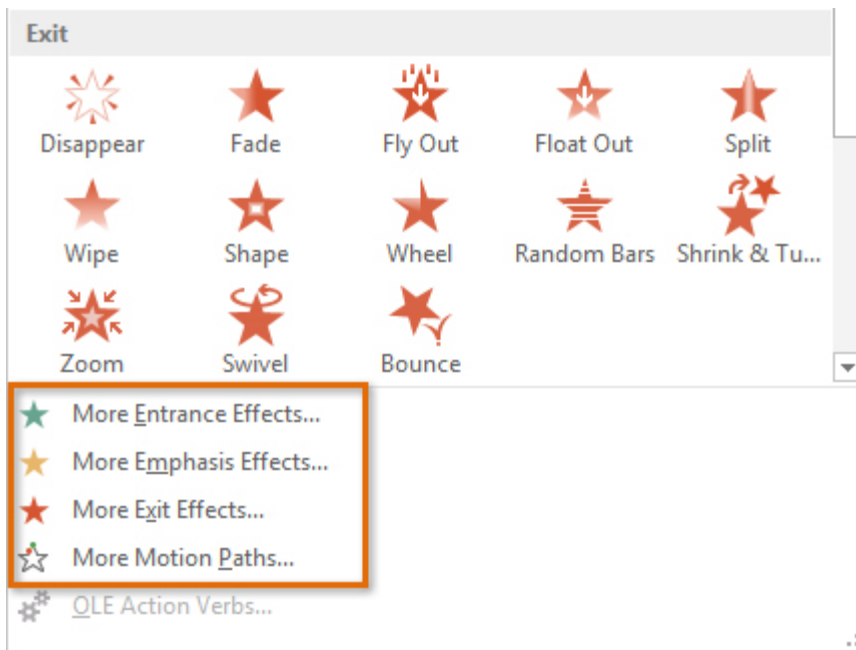 Exit
Disappear Fade Fly Out Float Out Split
Wipe Shape Wheel Random Bars Shrink & Tu...
Zoom Swivel Bounce
More Entrance Effects...
More Emphasis Effects...
More Exit Effects...
More Motion Paths...
OLE Action Verbs...